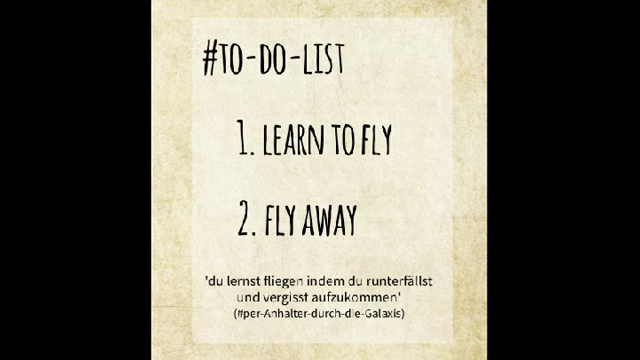 #TO-DO-LIST
1. LEARN TO FLY
2. FLY AWAY
'du lernst fliegen indem du runterfällst
und vergisst aufzukommen'
(#per-Anhalter-durch-die-Galaxis)